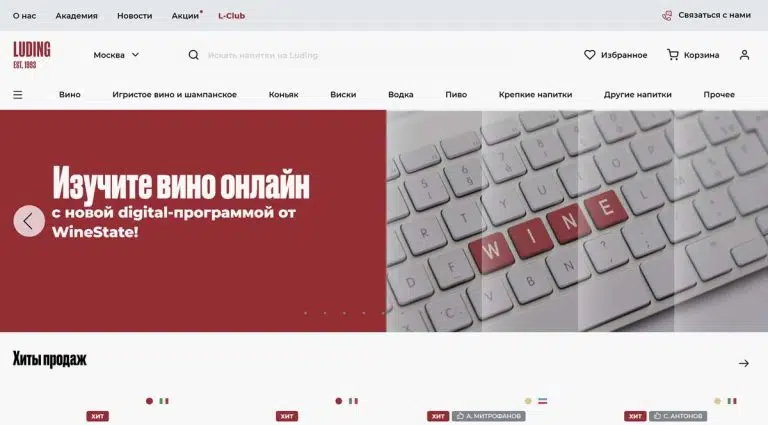 О нас Академия Новости Акции L-Club Связаться с нами
LUDING
EST. 1993
Москва Искать напитки на Luding Избранное Корзина
Вино Игристое вино и шампанское Коньяк Виски Водка Пиво Крепкие напитки Другие напитки Прочее
Изучите вино онлайн
с новой digital-программой от
WineState!
W I N E
Хиты продаж
ХИТ ХИТ ХИТ А. МИТРОФАНОВ ХИТ С. АНТОНОВ